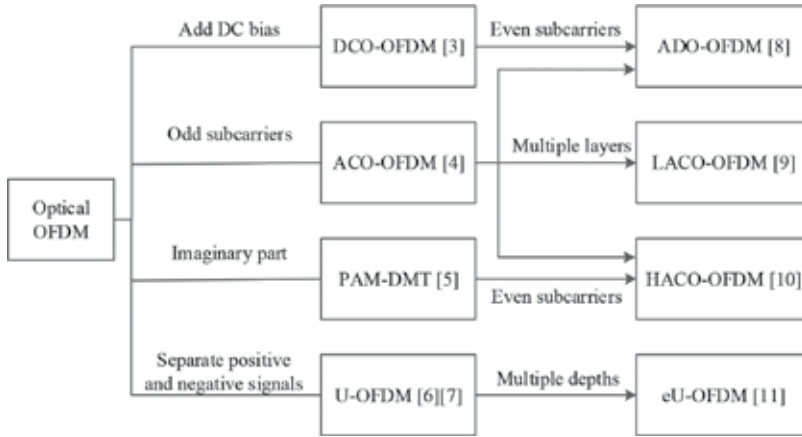 Add DC bias
DCO-OFDM [3]
Even subcarriers
ADO-OFDM [8]
Odd subcarriers
ACO-OFDM [4]
Multiple layers
LACO-OFDM [9]
Optical
OFDM
Imaginary part
PAM-DMT [5]
Even subcarriers
HACO-OFDM [10]
Separate positive
and negative signals
U-OFDM [6][7]
Multiple depths
eU-OFDM [11]